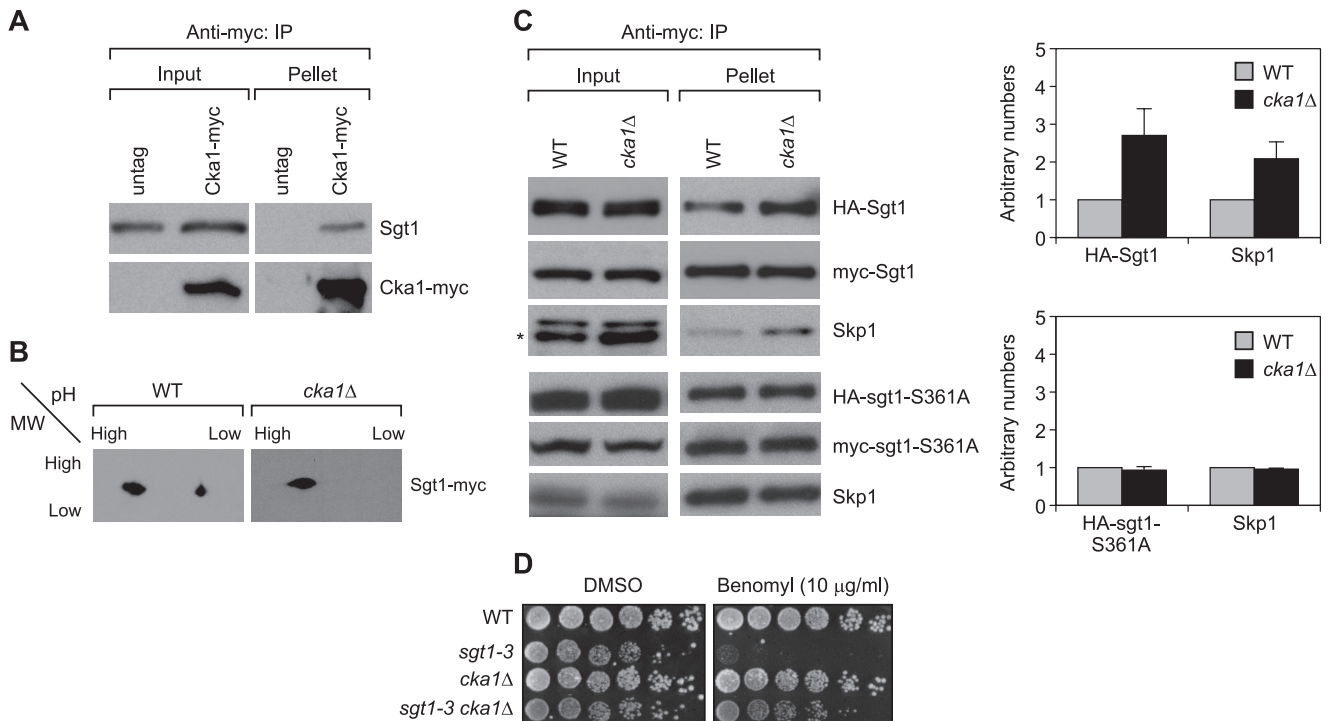 A
Anti-myc: IP
Input
Pellet
untag
Cka1-myc
untag
Cka1-myc
Sgt1
Cka1-myc
B
pH
MW
WT
cka1Δ
High
Low
High
Low
High
Low
Sgt1-myc
C
Anti-myc: IP
Input
Pellet
WT
cka1Δ
WT
cka1Δ
HA-Sgt1
myc-Sgt1
*
Skp1
HA-sgt1-S361A
myc-sgt1-S361A
Skp1
Arbitrary numbers
5
4
3
2
1
0
WT
cka1Δ
HA-Sgt1
Skp1
Arbitrary numbers
5
4
3
2
1
0
WT
cka1Δ
HA-sgt1-
S361A
Skp1
D
DMSO
Benomyl (10 μg/ml)
WT
sgt1-3
cka1Δ
sgt1-3 cka1Δ